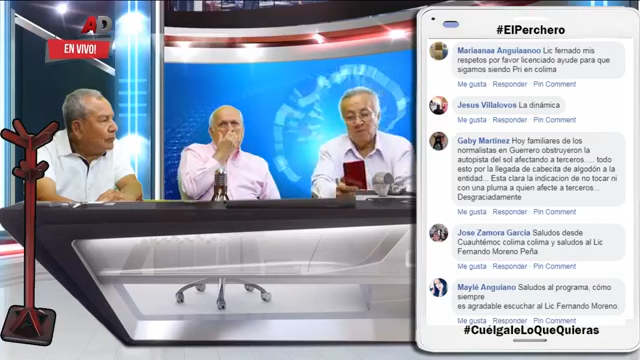 AD
EN VIVO!
#ElPerchero
Mariaanaa Anguiaanoo Lic fernado mis
respetos por favor licenciado ayude para que
sigamos siendo Pri en colima
Me gusta Responder Pin Comment
Jesus Villalovos La dinámica
Me gusta Responder Pin Comment
Gaby Martinez Hoy familiares de los
normalistas en Guerrero obstruyeron la
autopista del sol afectando a terceros..... todo
esto por la llegada de cabecita de algodón a la
entidad... Esta clara la indicacion de no tocar ni
con una pluma a quien afecte a terceros...
Desgraciadamente
Me gusta Responder Pin Comment
Jose Zamora Garcia Saludos desde
Cuauhtémoc colima colima y saludos al Lic
Fernando Moreno Peña
Me gusta Responder Pin Comment
Maylé Anguiano Saludos al programa, cómo
siempre
es agradable escuchar al Lic Fernando Moreno.
Me gusta Responder Pin Comment
#CuélgaleLoQueQuieras